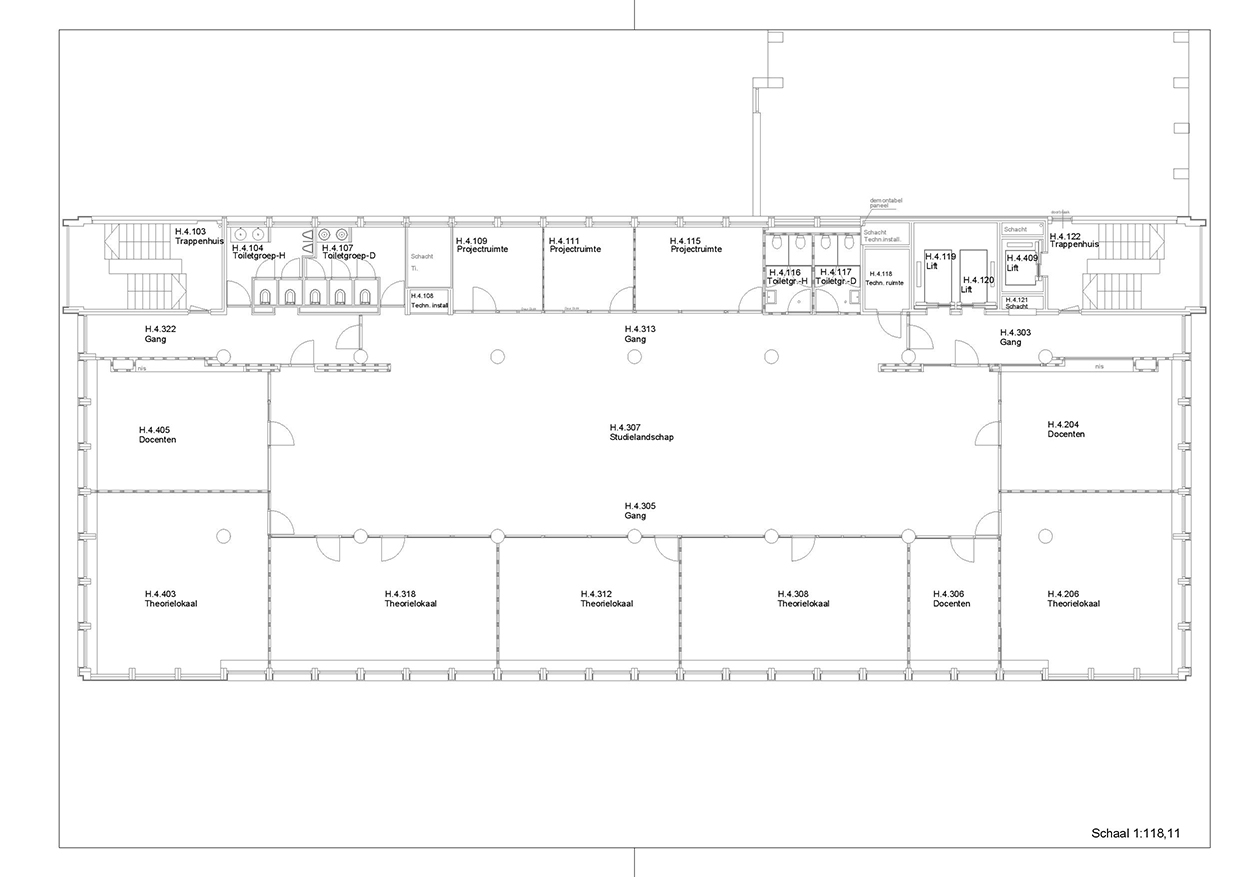 demontabel
paneel
H.4.103
Trappenhuis
H.4.104
Toiletgroep-H
H.4.107
Toiletgroep-D
Schacht
Ti.
H.4.108
Techn. install
H.4.109
Projectruimte
H.4.111
Projectruimte
H.4.115
Projectruimte
H.4.116
Toiletgr.-H
H.4.117
Toiletgr.-D
Schacht
Techn.install.
H.4.118
Techn. ruimte
H.4.119
Lift
H.4.120
Lift
Schacht
H.4.409
Lift
H.4.121
Schacht
H.4.122
Trappenhuis
H.4.322
Gang
H.4.313
Gang
H.4.303
Gang
nis
nis
H.4.405
Docenten
H.4.307
Studielandschap
H.4.204
Docenten
H.4.305
Gang
H.4.403
Theorielokaal
H.4.318
Theorielokaal
H.4.312
Theorielokaal
H.4.308
Theorielokaal
H.4.306
Docenten
H.4.206
Theorielokaal
Schaal 1:118,11